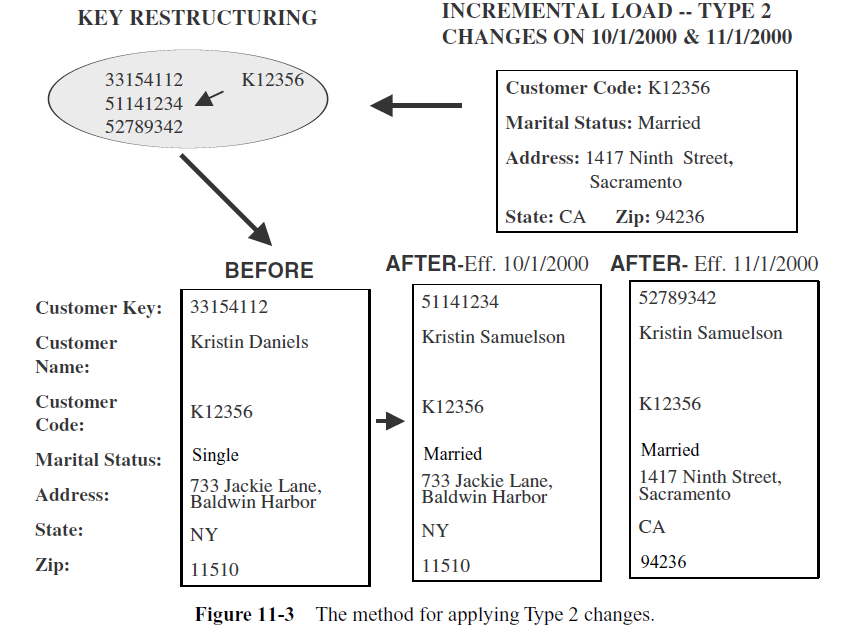 KEY RESTRUCTURING
INCREMENTAL LOAD -- TYPE 2
CHANGES ON 10/1/2000 & 11/1/2000
33154112 K12356
51141234
52789342
Customer Code: K12356
Marital Status: Married
Address: 1417 Ninth Street,
Sacramento
State: CA Zip: 94236
BEFORE
AFTER-Eff. 10/1/2000
AFTER- Eff. 11/1/2000
Customer Key:
Customer
Name:
Customer
Code:
Marital Status:
Address:
State:
Zip:
33154112
Kristin Daniels
K12356
Single
733 Jackie Lane,
Baldwin Harbor
NY
11510
51141234
Kristin Samuelson
K12356
Married
733 Jackie Lane,
Baldwin Harbor
NY
11510
52789342
Kristin Samuelson
K12356
Married
1417 Ninth Street,
Sacramento
CA
94236
Figure 11-3 The method for applying Type 2 changes.